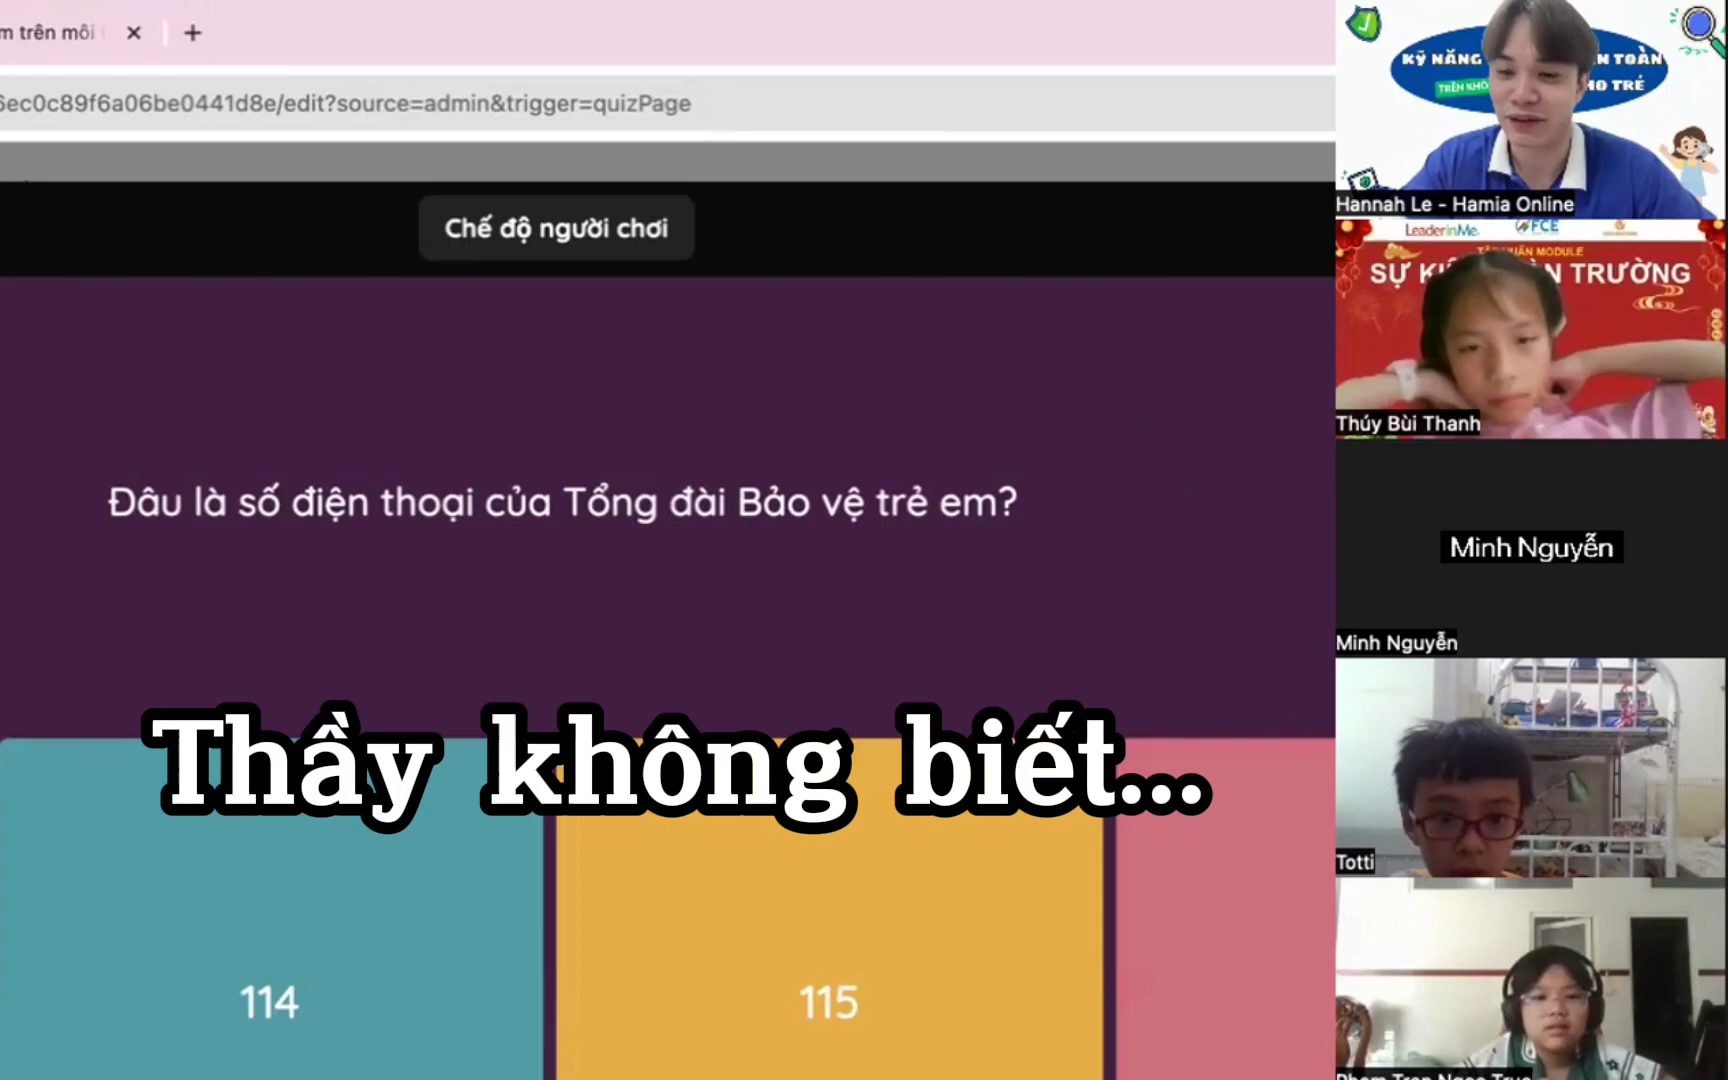 m trên môi
6ec0c89f6a06be0441d8e/edit?source=admin&trigger=quizPage
Chế độ người chơi
Đâu là số điện thoại của Tổng đài Bảo vệ trẻ em?
Thầy không biết...
114
115
KỸ NĂNG
N TOÀN
TRÊN KHÔ
HO TRẺ
Hannah Le - Hamia Online
LeaderinMe
FCE
MODULE
SỰ KI
N TRƯỜNG
Thúy Bùi Thanh
Minh Nguyễn
Minh Nguyễn
Totti